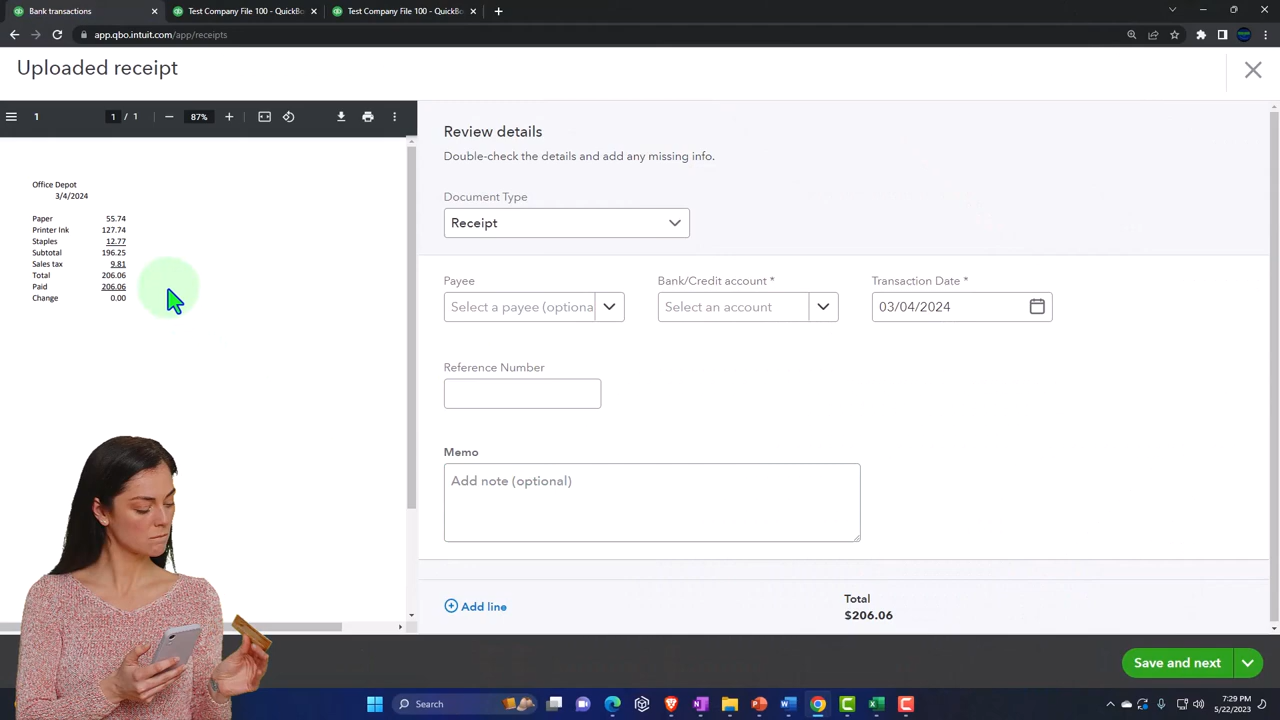 Bank transactions
Test Company File 100 - QuickBo
Test Company File 100 - QuickBo
app.qbo.intuit.com/app/receipts
Uploaded receipt
1
1 / 1
87%
Office Depot
3/4/2024
Paper 55.74
Printer Ink 127.74
Staples 12.77
Subtotal 196.25
Sales tax 9.81
Total 206.06
Paid 206.06
Change 0.00
Review details
Double-check the details and add any missing info.
Document Type
Receipt
Payee
Bank/Credit account *
Transaction Date *
Select a payee (optiona
Select an account
03/04/2024
Reference Number
Memo
Add note (optional)
Add line
Total
$206.06
Save and next
Search
7:29 PM
5/22/2023